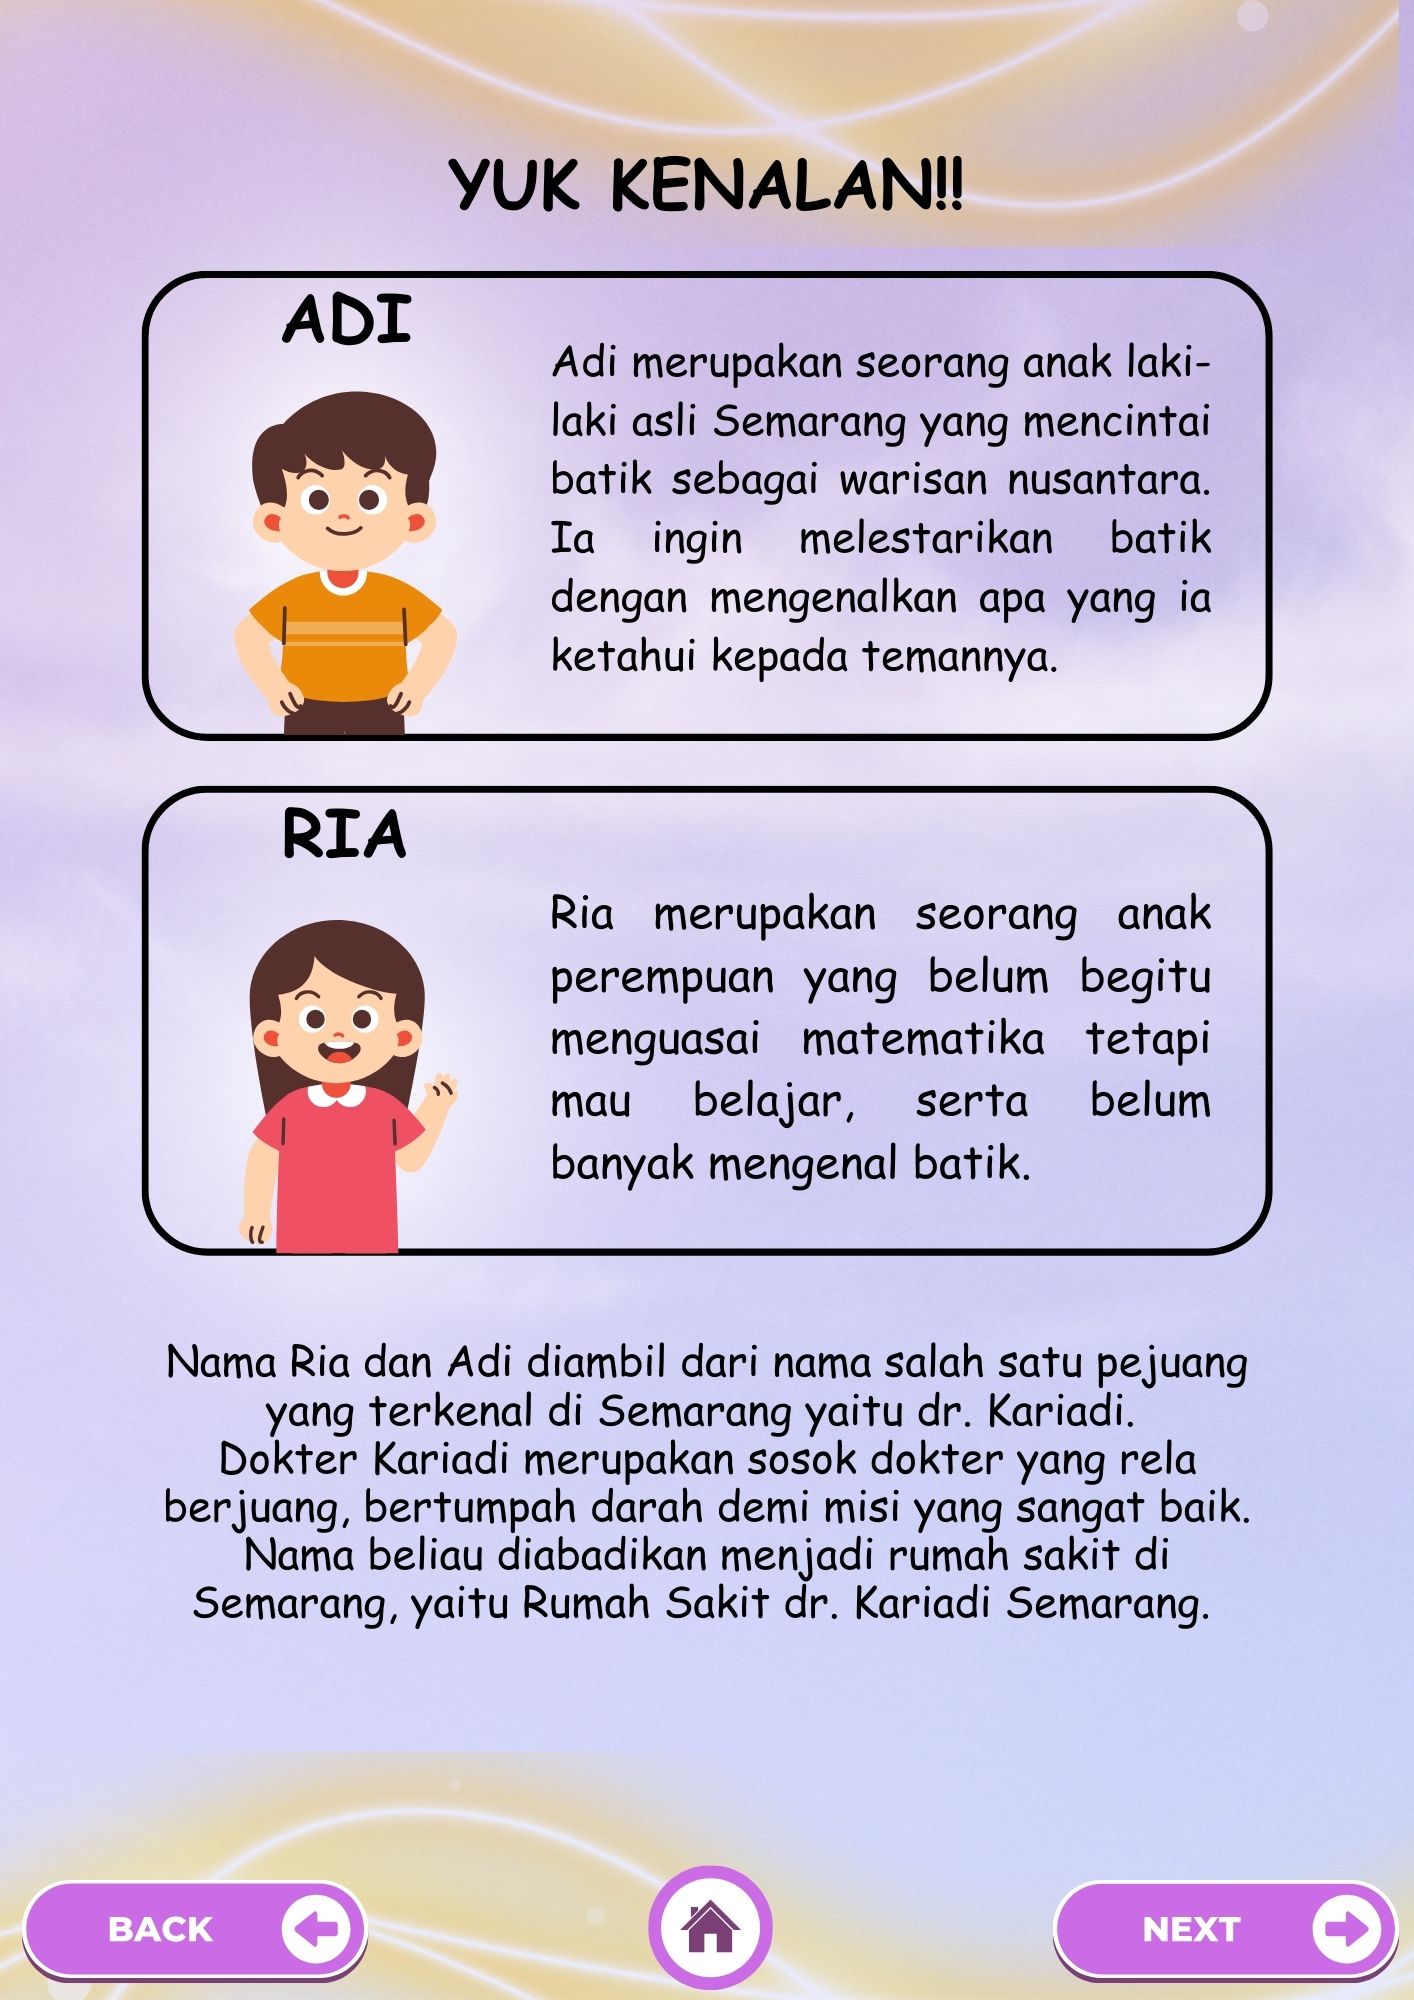 YUK KENALAN!!
ADI
Adi merupakan seorang anak laki-
laki asli Semarang yang mencintai
batik sebagai warisan nusantara.
Ia ingin melestarikan batik
dengan mengenalkan apa yang ia
ketahui kepada temannya.
RIA
Ria merupakan seorang anak
perempuan yang belum begitu
menguasai matematika tetapi
mau belajar, serta belum
banyak mengenal batik.
Nama Ria dan Adi diambil dari nama salah satu pejuang
yang terkenal di Semarang yaitu dr. Kariadi.
Dokter Kariadi merupakan sosok dokter yang rela
berjuang, bertumpah darah demi misi yang sangat baik.
Nama beliau diabadikan menjadi rumah sakit di
Semarang, yaitu Rumah Sakit dr. Kariadi Semarang.
BACK
NEXT